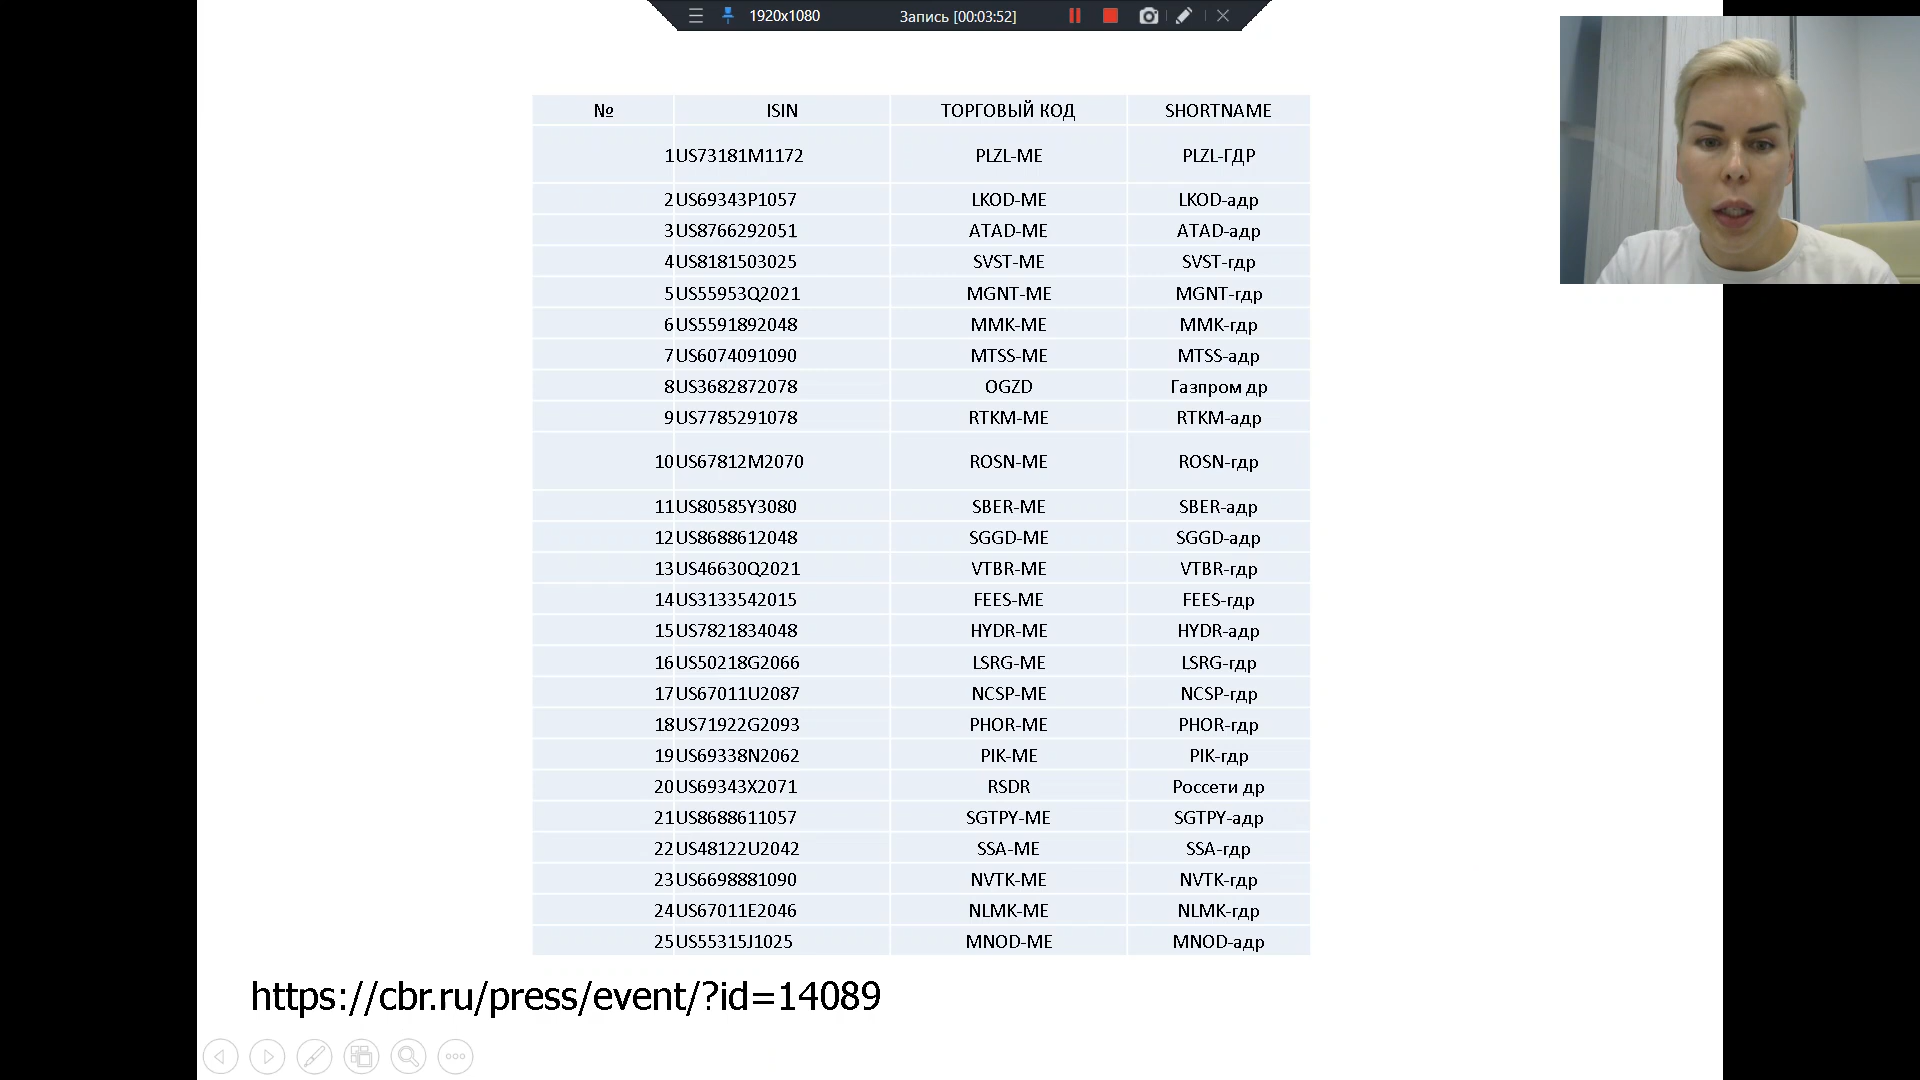 1920x1080 Запись [00:03:52]
№ ISIN ТОРГОВЫЙ КОД SHORTNAME
1 US73181M1172 PLZL-ME PLZL-ГДР
2 US69343P1057 LKOD-ME LKOD-адр
3 US8766292051 ATAD-ME ATAD-адр
4 US8181503025 SVST-ME SVST-гдр
5 US55953Q2021 MGNT-ME MGNT-гдр
6 US5591892048 MMK-ME MMK-гдр
7 US6074091090 MTSS-ME MTSS-адр
8 US3682872078 OGZD Газпром др
9 US7785291078 RTKM-ME RTKM-адр
10 US67812M2070 ROSN-ME ROSN-гдр
11 US80585Y3080 SBER-ME SBER-адр
12 US8688612048 SGGD-ME SGGD-адр
13 US46630Q2021 VTBR-ME VTBR-гдр
14 US3133542015 FEES-ME FEES-гдр
15 US7821834048 HYDR-ME HYDR-адр
16 US50218G2066 LSRG-ME LSRG-гдр
17 US67011U2087 NCSP-ME NCSP-гдр
18 US71922G2093 PHOR-ME PHOR-гдр
19 US69338N2062 PIK-ME PIK-гдр
20 US69343X2071 RSDR Россети др
21 US8688611057 SGTPY-ME SGTPY-адр
22 US48122U2042 SSA-ME SSA-гдр
23 US6698881090 NVTK-ME NVTK-гдр
24 US67011E2046 NLMK-ME NLMK-гдр
25 US55315J1025 MNOD-ME MNOD-адр
https://cbr.ru/press/event/?id=14089